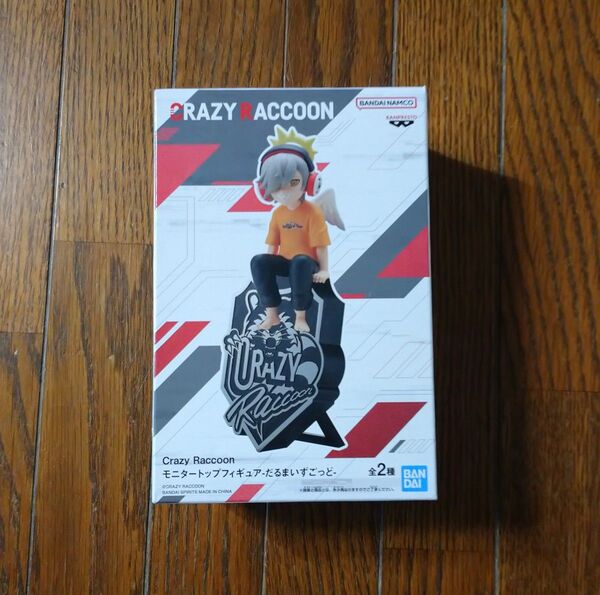 CRAZY RACCOON
BANDAI NAMCO
BANPRESTO
CRAZY
Raccoon
Crazy Raccoon
モニタートップフィギュア-だるまいずごっど-
全2種
©CRAZY RACCOON
BANDAI SPIRITS MADE IN CHINA
BAN
DAI